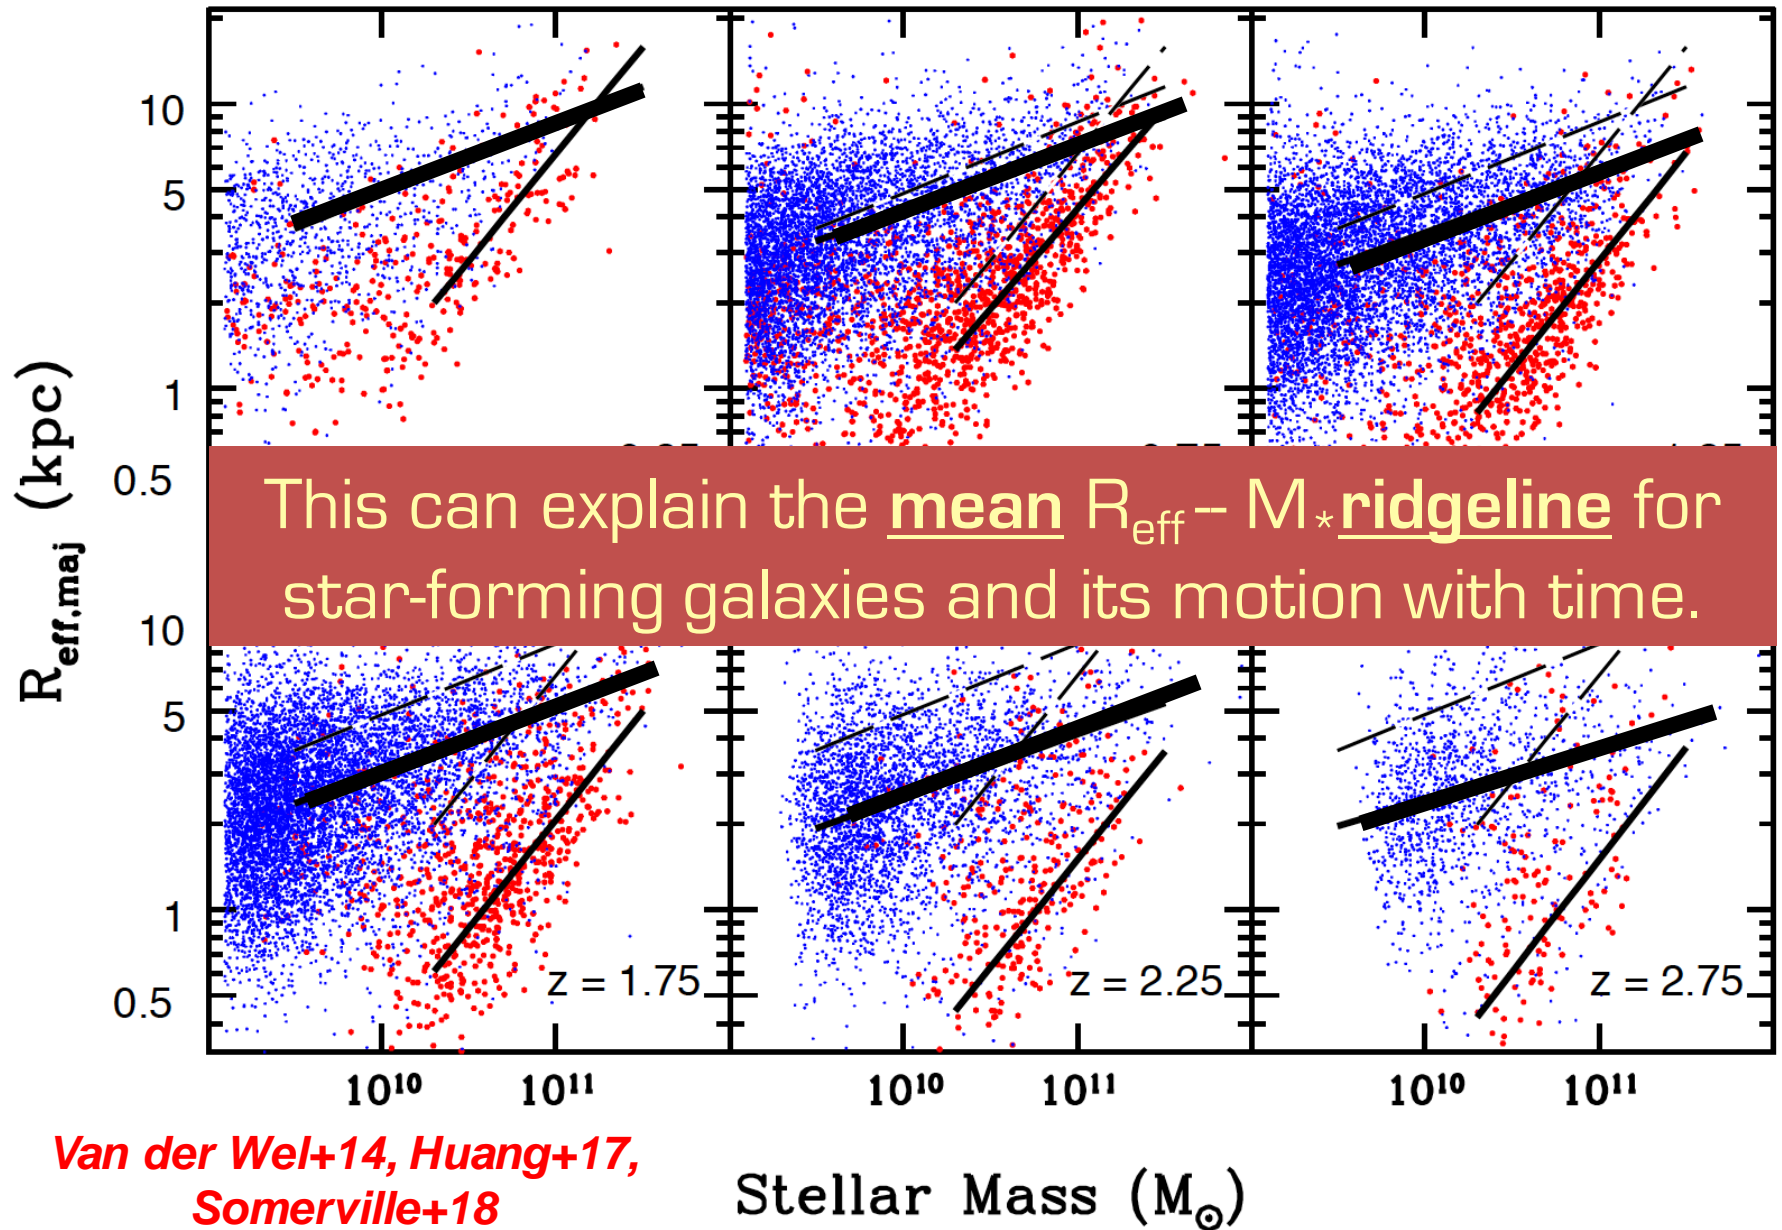 10
5
1
0.5
R_eff,maj (kpc)
This can explain the mean R_eff – M_* ridgeline for
star-forming galaxies and its motion with time.
10
5
1
0.5
z = 1.75
z = 2.25
z = 2.75
10^10 10^11 10^10 10^11 10^10 10^11
Van der Wel+14, Huang+17,
Somerville+18
Stellar Mass (M_⊙)